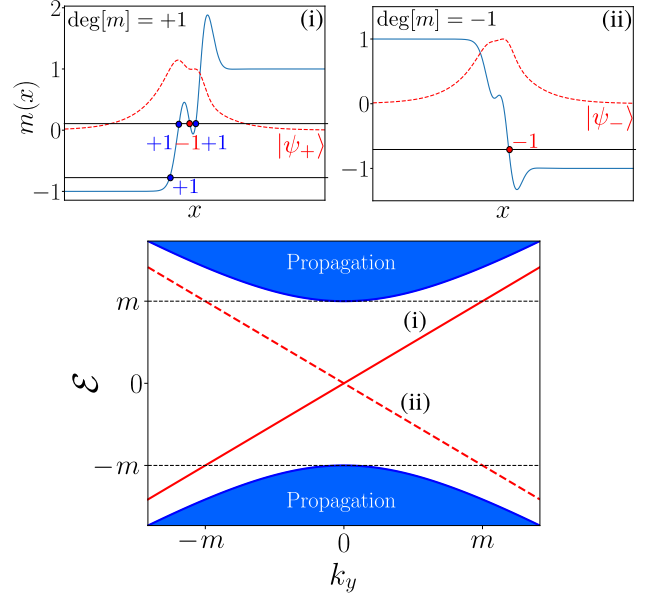 deg[m] = +1 (i)
2
1
0
−1
m(x)
+1 −1 +1
+1
|ψ₊⟩
x
deg[m] = −1 (ii)
1
0
−1
−1
|ψ₋⟩
x
Propagation
m
(i)
0
(ii)
−m
Propagation
ℰ
−m 0 m
k_y